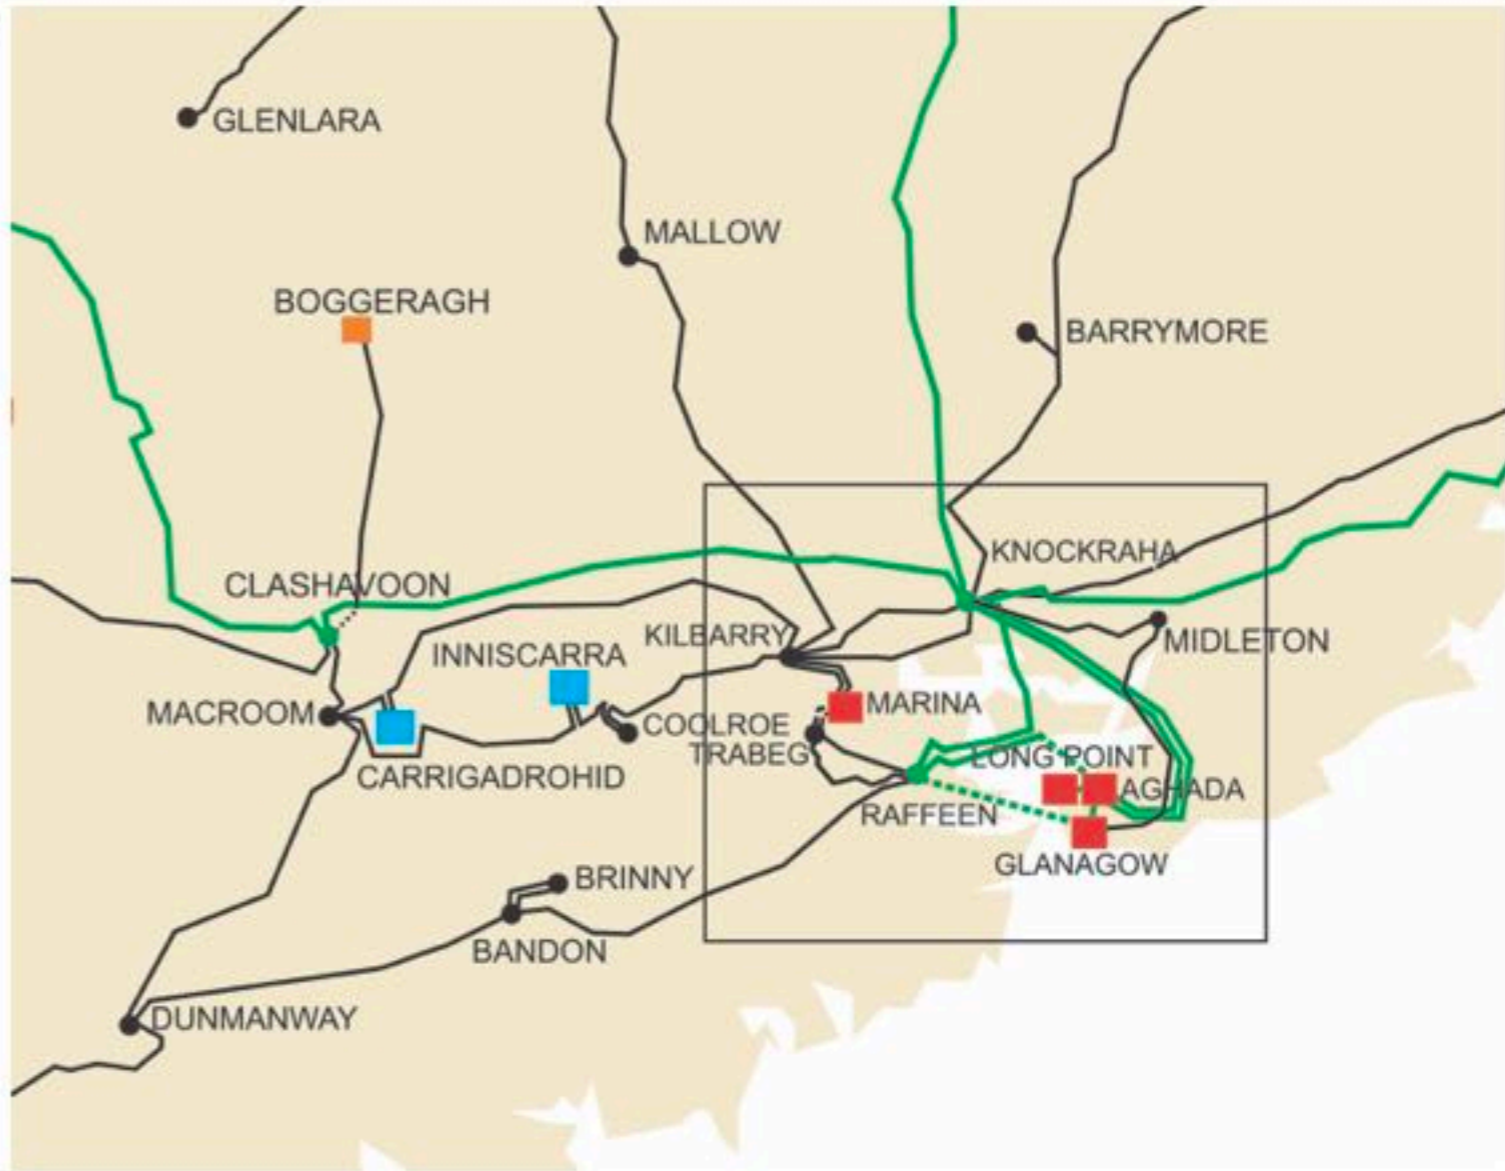 GLENLARA
MALLOW
BOGGERAGH
BARRYMORE
KNOCKRAHA
CLASHAVOON
KILBARRY
MIDLETON
INNISCARRA
MACROOM
MARINA
COOLROE
TRABEG
LONG POINT
CARRIGADROHID
AGHADA
RAFFEEN
GLANAGOW
BRINNY
BANDON
DUNMANWAY